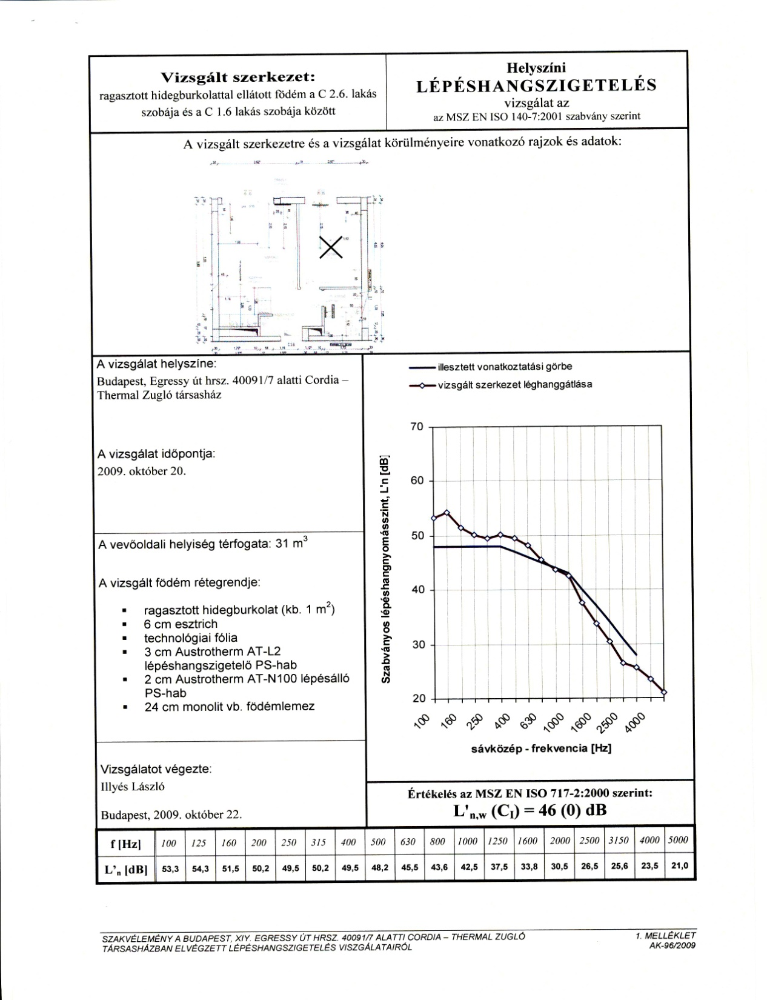 Vizsgált szerkezet:
ragasztott hidegburkolattal ellátott födém a C 2.6. lakás
szobája és a C 1.6 lakás szobája között
Helyszíni
LÉPÉSHANGSZIGETELÉS
vizsgálat az
az MSZ EN ISO 140-7:2001 szabvány szerint
A vizsgált szerkezetre és a vizsgálat körülményeire vonatkozó rajzok és adatok:
A vizsgálat helyszíne:
Budapest, Egressy út hrsz. 40091/7 alatti Cordia –
Thermal Zugló társasház
A vizsgálat időpontja:
2009. október 20.
A vevőoldali helyiség térfogata: 31 m³
A vizsgált födém rétegrendje:
▪ ragasztott hidegburkolat (kb. 1 m²)
▪ 6 cm esztrich
▪ technológiai fólia
▪ 3 cm Austrotherm AT-L2
lépéshangszigetelő PS-hab
▪ 2 cm Austrotherm AT-N100 lépésálló
PS-hab
▪ 24 cm monolit vb. födémlemez
Vizsgálatot végezte:
Illyés László
Budapest, 2009. október 22.
illesztett vonatkoztatási görbe
vizsgált szerkezet léghanggátlása
Szabványos lépéshangnyomásszint, L'n [dB]
70
60
50
40
30
20
100 160 250 400 630 1000 1600 2500 4000
sávközép - frekvencia [Hz]
Értékelés az MSZ EN ISO 717-2:2000 szerint:
L'n,w (CI) = 46 (0) dB
f [Hz] 100 125 160 200 250 315 400 500 630 800 1000 1250 1600 2000 2500 3150 4000 5000
L'n [dB] 53,3 54,3 51,5 50,2 49,5 50,2 49,5 48,2 45,5 43,6 42,5 37,5 33,8 30,5 26,5 25,6 23,5 21,0
SZAKVÉLEMÉNY A BUDAPEST, XIY. EGRESSY ÚT HRSZ. 40091/7 ALATTI CORDIA – THERMAL ZUGLÓ
TÁRSASHÁZBAN ELVÉGZETT LÉPÉSHANGSZIGETELÉS VISZGÁLATAIRÓL
1. MELLÉKLET
AK-96/2009